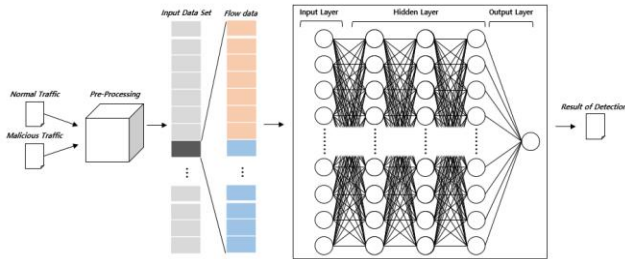 Input Data Set
Flow data
Input Layer
Hidden Layer
Output Layer
Normal Traffic
Pre-Processing
Malicious Traffic
Result of Detection